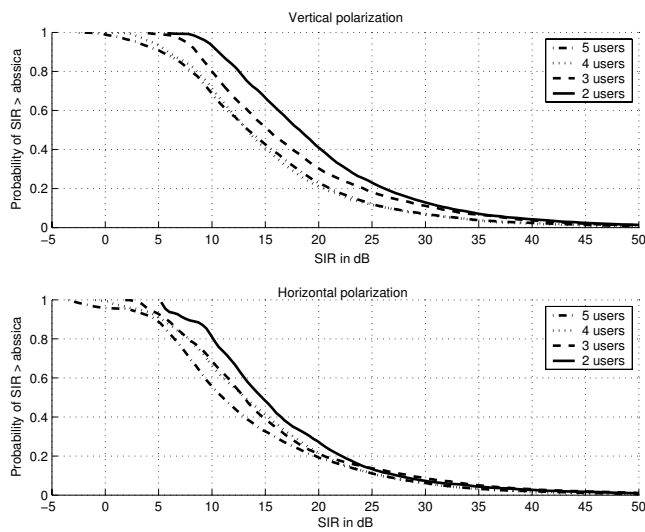 Vertical polarization
1
0.8
0.6
0.4
0.2
0
Probability of SIR > abssica
5 users
4 users
3 users
2 users
−5 0 5 10 15 20 25 30 35 40 45 50
SIR in dB
Horizontal polarization
1
0.8
0.6
0.4
0.2
0
Probability of SIR > abssica
5 users
4 users
3 users
2 users
−5 0 5 10 15 20 25 30 35 40 45 50
SIR in dB